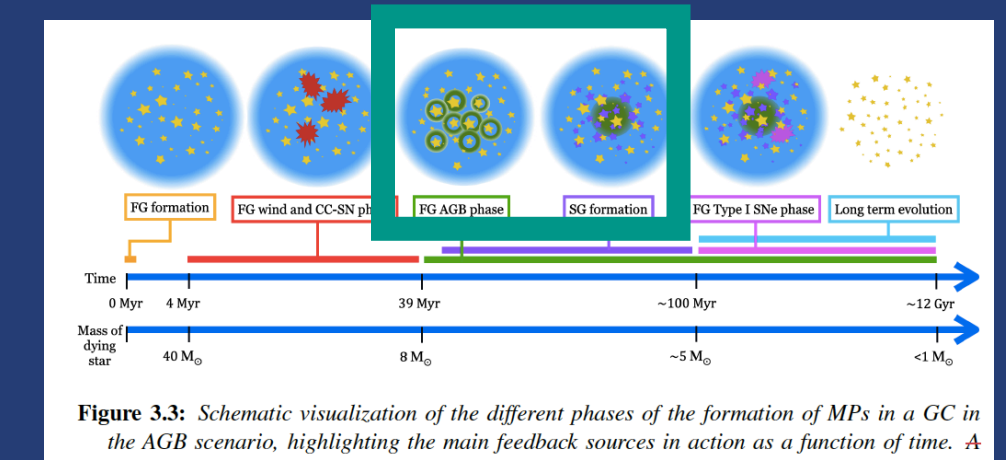 FG formation
FG wind and CC-SN ph
FG AGB phase
SG formation
FG Type I SNe phase
Long term evolution
Time
0 Myr
4 Myr
39 Myr
~100 Myr
~12 Gyr
Mass of
dying
star
40 M⊙
8 M⊙
~5 M⊙
<1 M⊙
Figure 3.3: Schematic visualization of the different phases of the formation of MPs in a GC in
the AGB scenario, highlighting the main feedback sources in action as a function of time. A